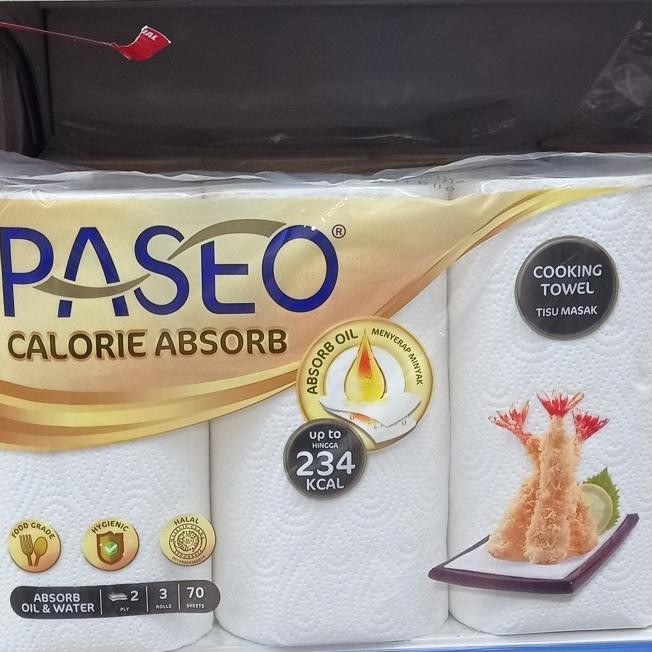 PASEO®
CALORIE ABSORB
COOKING
TOWEL
TISU MASAK
ABSORB OIL MENYERAP MINYAK
up to
HINGGA
234
KCAL
FOOD GRADE
HYGIENIC
HALAL
ABSORB
OIL & WATER
2
PLY
3
ROLLS
70
SHEETS